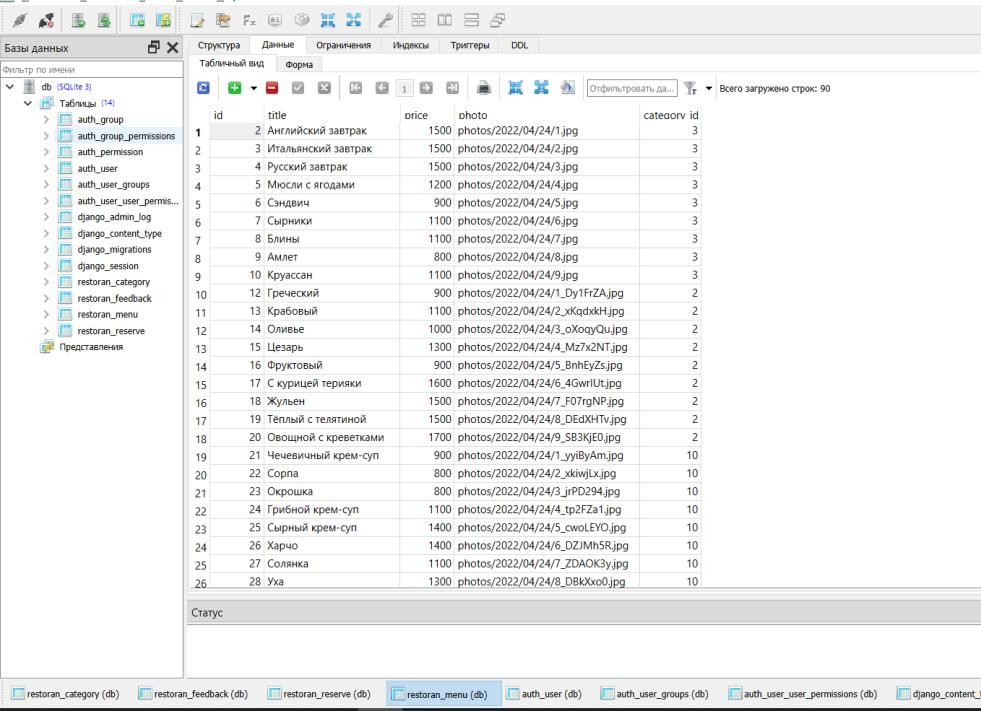 Базы данных
Фильтр по имени
db (SQLite 3)
Таблицы (14)
auth_group
auth_group_permissions
auth_permission
auth_user
auth_user_groups
auth_user_user_permis...
django_admin_log
django_content_type
django_migrations
django_session
restoran_category
restoran_feedback
restoran_menu
restoran_reserve
Представления
Структура Данные Ограничения Индексы Триггеры DDL
Табличный вид Форма
1 Отфильтровать да... Всего загружено строк: 90
id title price photo category_id
1 2 Английский завтрак 1500 photos/2022/04/24/1.jpg 3
2 3 Итальянский завтрак 1500 photos/2022/04/24/2.jpg 3
3 4 Русский завтрак 1500 photos/2022/04/24/3.jpg 3
4 5 Мюсли с ягодами 1200 photos/2022/04/24/4.jpg 3
5 6 Сэндвич 900 photos/2022/04/24/5.jpg 3
6 7 Сырники 1100 photos/2022/04/24/6.jpg 3
7 8 Блины 1100 photos/2022/04/24/7.jpg 3
8 9 Амлет 800 photos/2022/04/24/8.jpg 3
9 10 Круассан 1100 photos/2022/04/24/9.jpg 3
10 12 Греческий 900 photos/2022/04/24/1_Dy1FrZA.jpg 2
11 13 Крабовый 1100 photos/2022/04/24/2_xKqdxkH.jpg 2
12 14 Оливье 1000 photos/2022/04/24/3_oXoqyQu.jpg 2
13 15 Цезарь 1300 photos/2022/04/24/4_Mz7x2NT.jpg 2
14 16 Фруктовый 900 photos/2022/04/24/5_BnhEyZs.jpg 2
15 17 С курицей терияки 1600 photos/2022/04/24/6_4GwrlUt.jpg 2
16 18 Жульен 1500 photos/2022/04/24/7_F07rgNP.jpg 2
17 19 Тёплый с телятиной 1500 photos/2022/04/24/8_DEdXHTv.jpg 2
18 20 Овощной с креветками 1700 photos/2022/04/24/9_SB3KjE0.jpg 2
19 21 Чечевичный крем-суп 900 photos/2022/04/24/1_yyiByAm.jpg 10
20 22 Сорпа 800 photos/2022/04/24/2_xkiwjLx.jpg 10
21 23 Окрошка 800 photos/2022/04/24/3_jrPD294.jpg 10
22 24 Грибной крем-суп 1100 photos/2022/04/24/4_tp2FZa1.jpg 10
23 25 Сырный крем-суп 1400 photos/2022/04/24/5_cwoLEYO.jpg 10
24 26 Харчо 1400 photos/2022/04/24/6_DZJMh5R.jpg 10
25 27 Солянка 1100 photos/2022/04/24/7_ZDAOK3y.jpg 10
26 28 Уха 1300 photos/2022/04/24/8_DBkXxo0.jpg 10
Статус
restoran_category (db) restoran_feedback (db) restoran_reserve (db) restoran_menu (db) auth_user (db) auth_user_groups (db) auth_user_user_permissions (db) django_content_